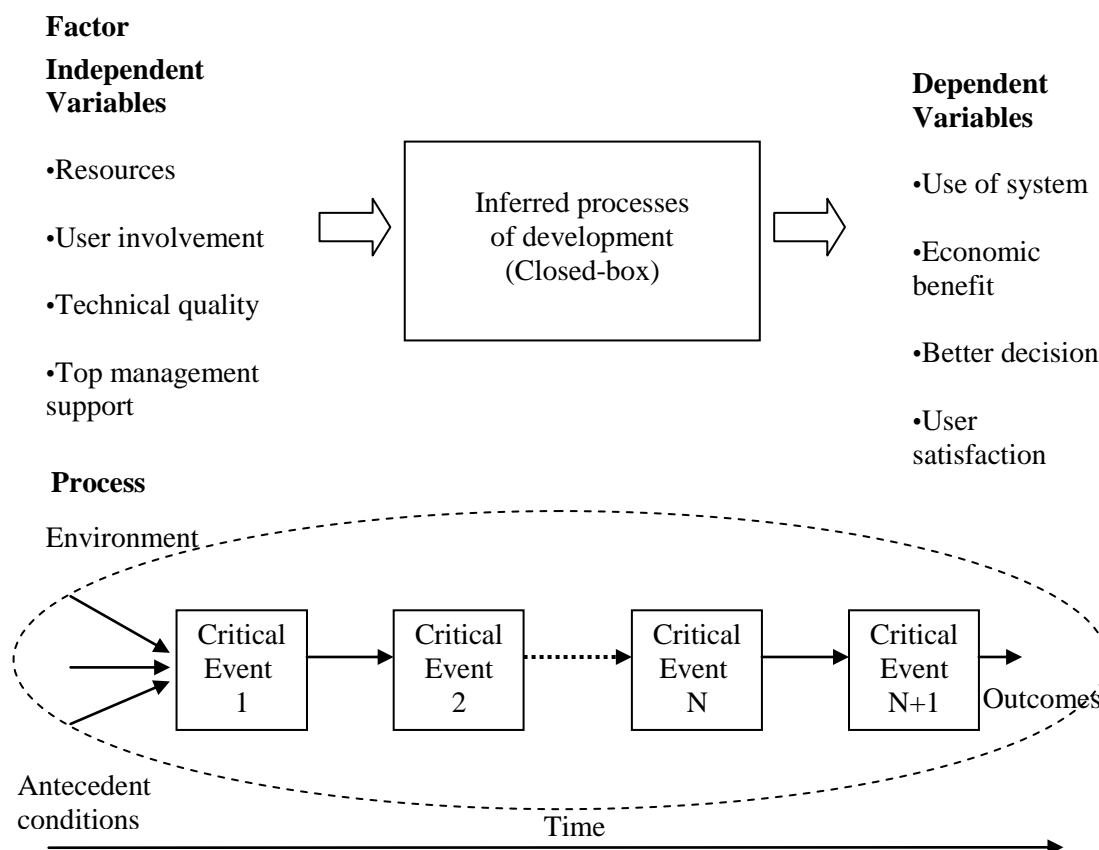 Factor
Independent
Variables
•Resources
•User involvement
•Technical quality
•Top management
support
Inferred processes
of development
(Closed-box)
Dependent
Variables
•Use of system
•Economic
benefit
•Better decision
•User
satisfaction
Process
Environment
Critical
Event
1
Critical
Event
2
Critical
Event
N
Critical
Event
N+1
Outcomes
Antecedent
conditions
Time